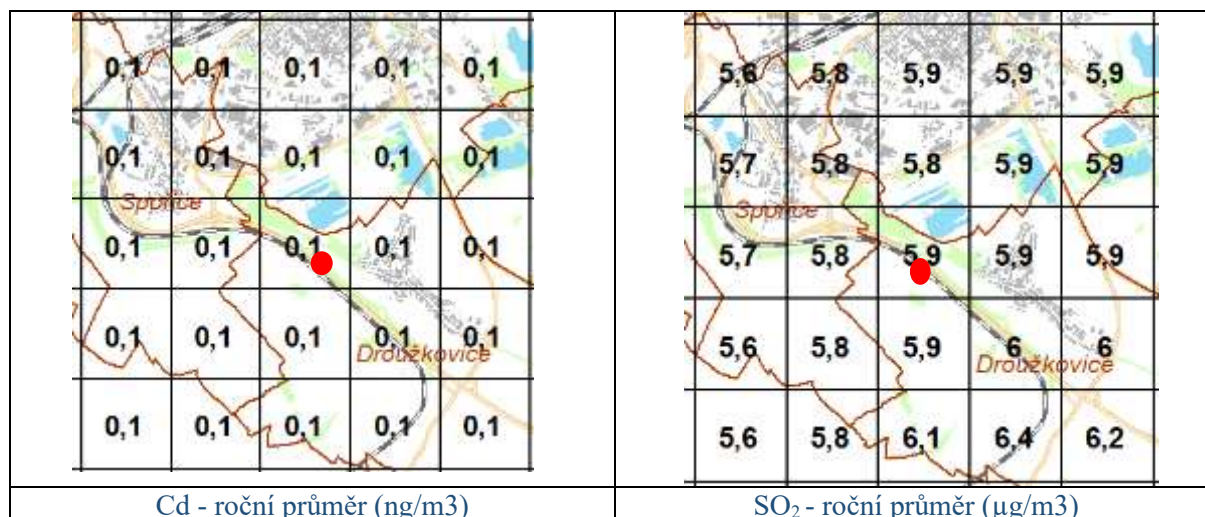 0,1 0,1 0,1 0,1 0,1
0,1 0,1 0,1 0,1 0,1
Spořice
0,1 0,1 0,1 0,1 0,1
0,1 0,1 0,1 0,1 0,1
Droužkovice
0,1 0,1 0,1 0,1 0,1
Cd - roční průměr (ng/m3)
5,6 5,8 5,9 5,9 5,9
5,7 5,8 5,8 5,9 5,9
Spořice
5,7 5,8 5,9 5,9 5,9
5,6 5,8 5,9 6 6
Droužkovice
5,6 5,8 6,1 6,4 6,2
SO₂ - roční průměr (µg/m3)